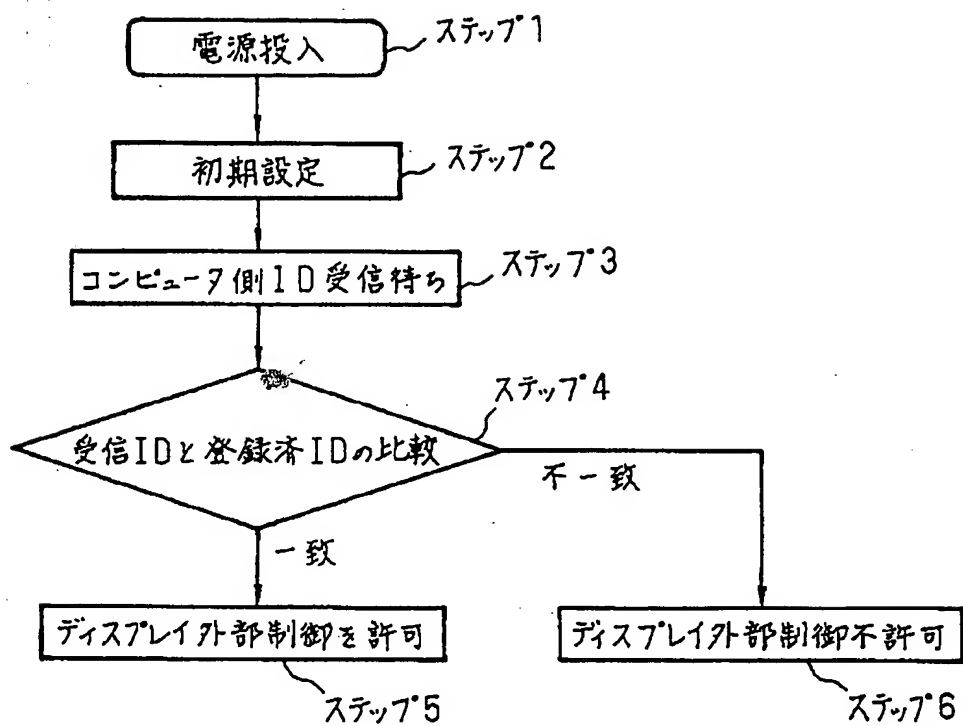 電源投入
ステップ1
初期設定
ステップ2
コンピュータ側ID受信待ち
ステップ3
ステップ4
受信IDと登録済IDの比較
不一致
一致
ディスプレイ外部制御を許可
ディスプレイ外部制御不許可
ステップ5
ステップ6